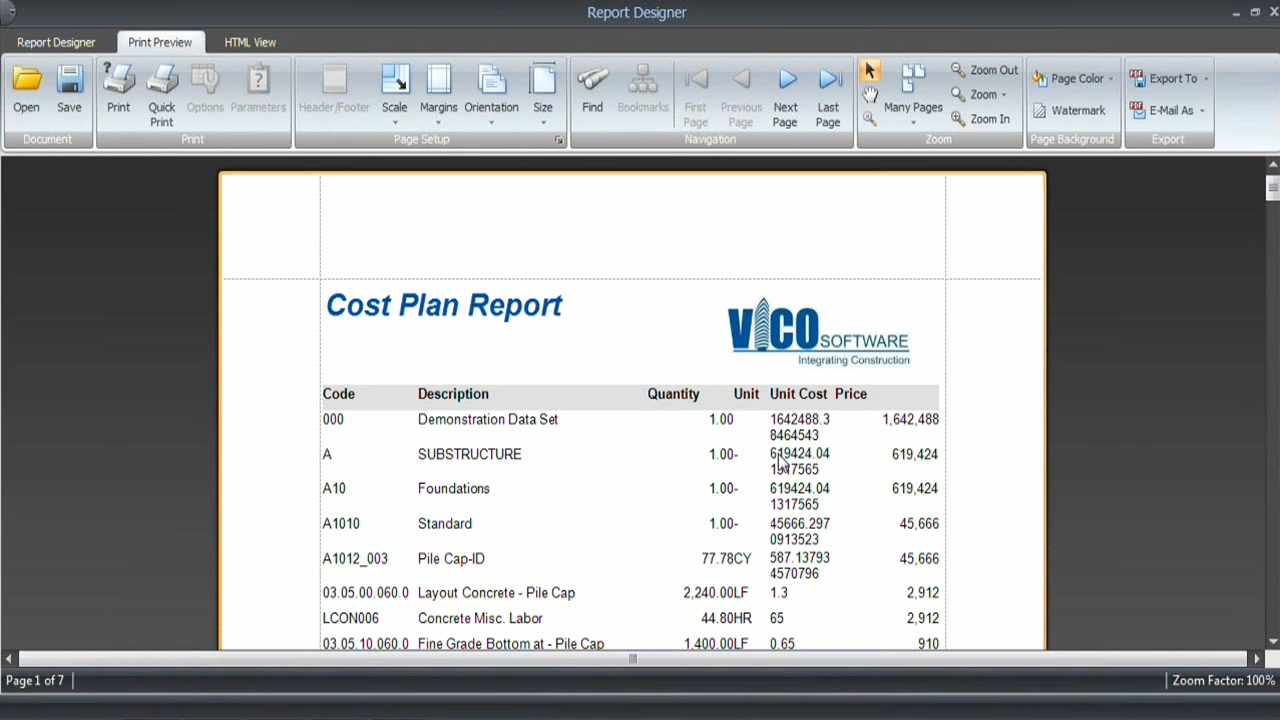 Report Designer
Report Designer Print Preview HTML View
Open Save Print Quick Print Options Parameters Header/Footer Scale Margins Orientation Size Find Bookmarks First Page Previous Page Next Page Last Page Many Pages Zoom Out Zoom Zoom In Page Color Watermark Export To E-Mail As
Document Print Page Setup Navigation Zoom Page Background Export
Cost Plan Report
VICO SOFTWARE
Integrating Construction
Code Description Quantity Unit Unit Cost Price
000 Demonstration Data Set 1.00 1642488.3 1,642,488
8464543
A SUBSTRUCTURE 1.00- 619424.04 619,424
1317565
A10 Foundations 1.00- 619424.04 619,424
1317565
A1010 Standard 1.00- 45666.297 45,666
0913523
A1012_003 Pile Cap-ID 77.78CY 587.13793 45,666
4570796
03.05.00.060.0 Layout Concrete - Pile Cap 2,240.00LF 1.3 2,912
LCON006 Concrete Misc. Labor 44.80HR 65 2,912
03.05.10.060.0 Fine Grade Bottom at - Pile Cap 1,400.00LF 0.65 910
Page 1 of 7 Zoom Factor: 100%